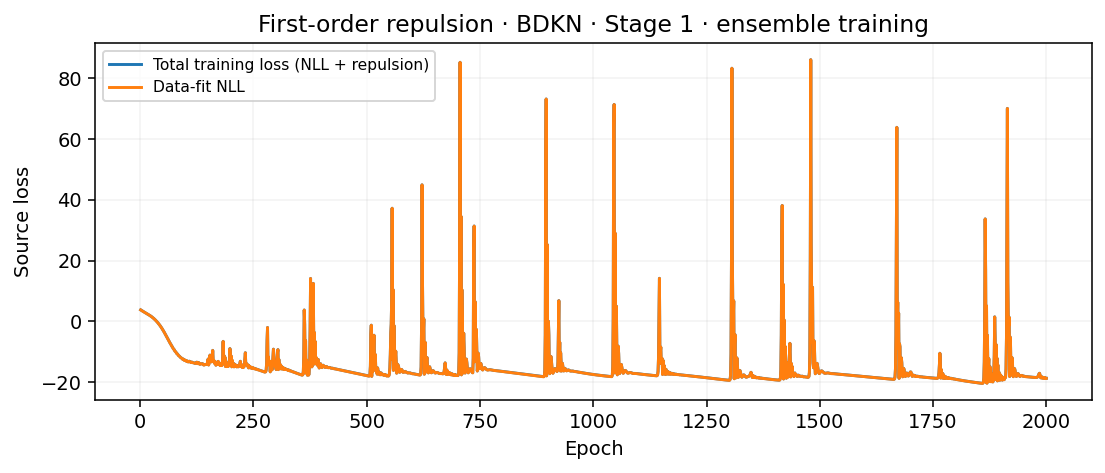 First-order repulsion · BDKN · Stage 1 · ensemble training
Total training loss (NLL + repulsion)
Data-fit NLL
Source loss
80
60
40
20
0
−20
0 250 500 750 1000 1250 1500 1750 2000
Epoch